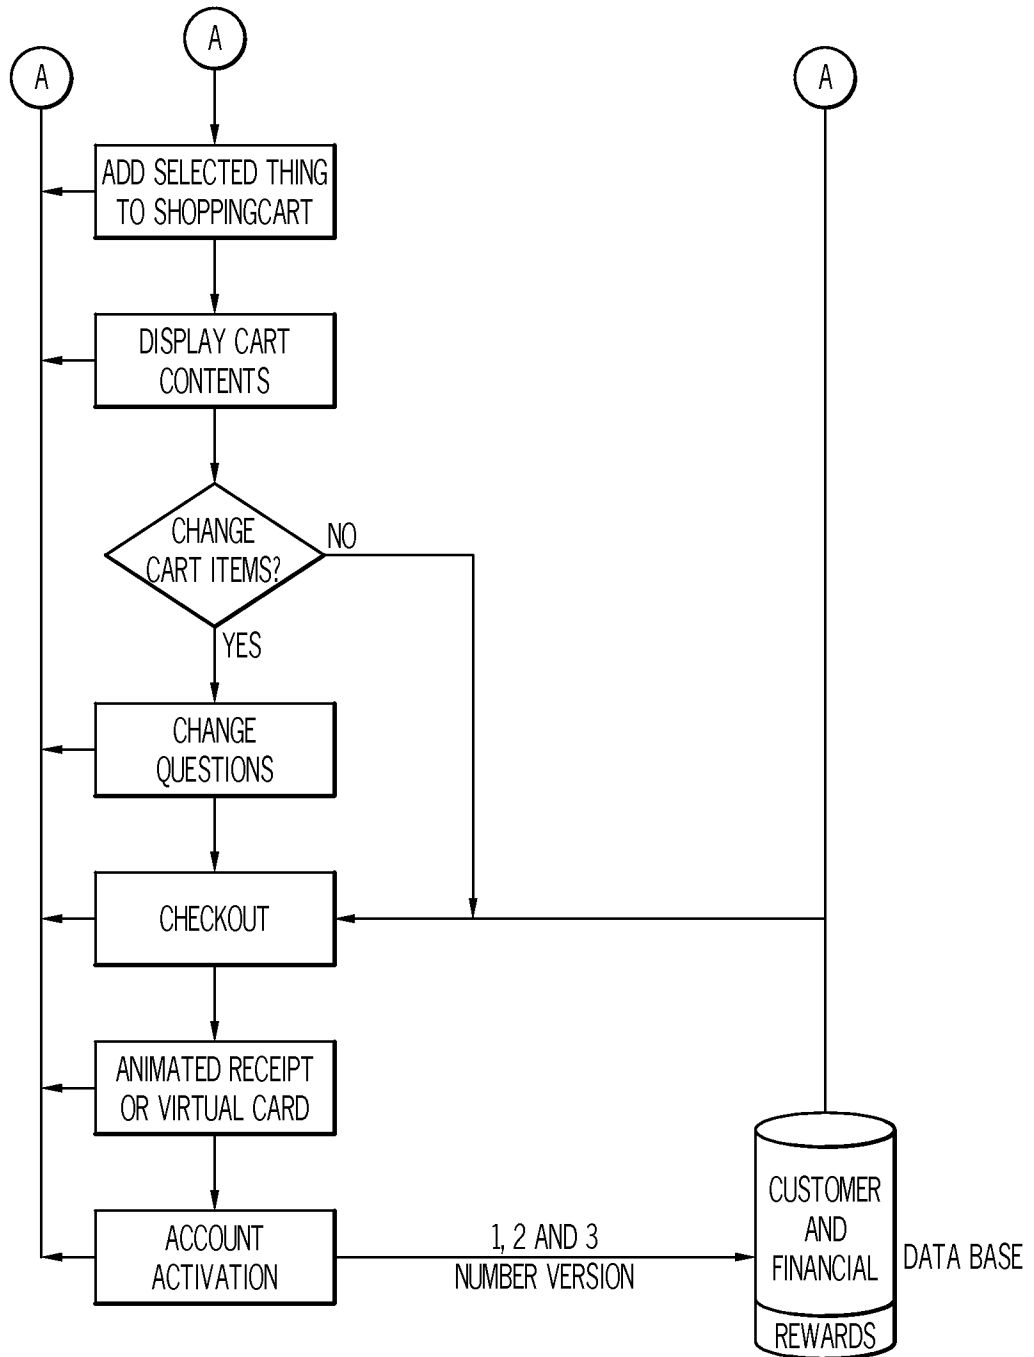 A
A
A
ADD SELECTED THING
TO SHOPPINGCART
DISPLAY CART
CONTENTS
CHANGE
CART ITEMS?
NO
YES
CHANGE
QUESTIONS
CHECKOUT
ANIMATED RECEIPT
OR VIRTUAL CARD
ACCOUNT
ACTIVATION
1, 2 AND 3
NUMBER VERSION
CUSTOMER
AND
FINANCIAL
REWARDS
DATA BASE